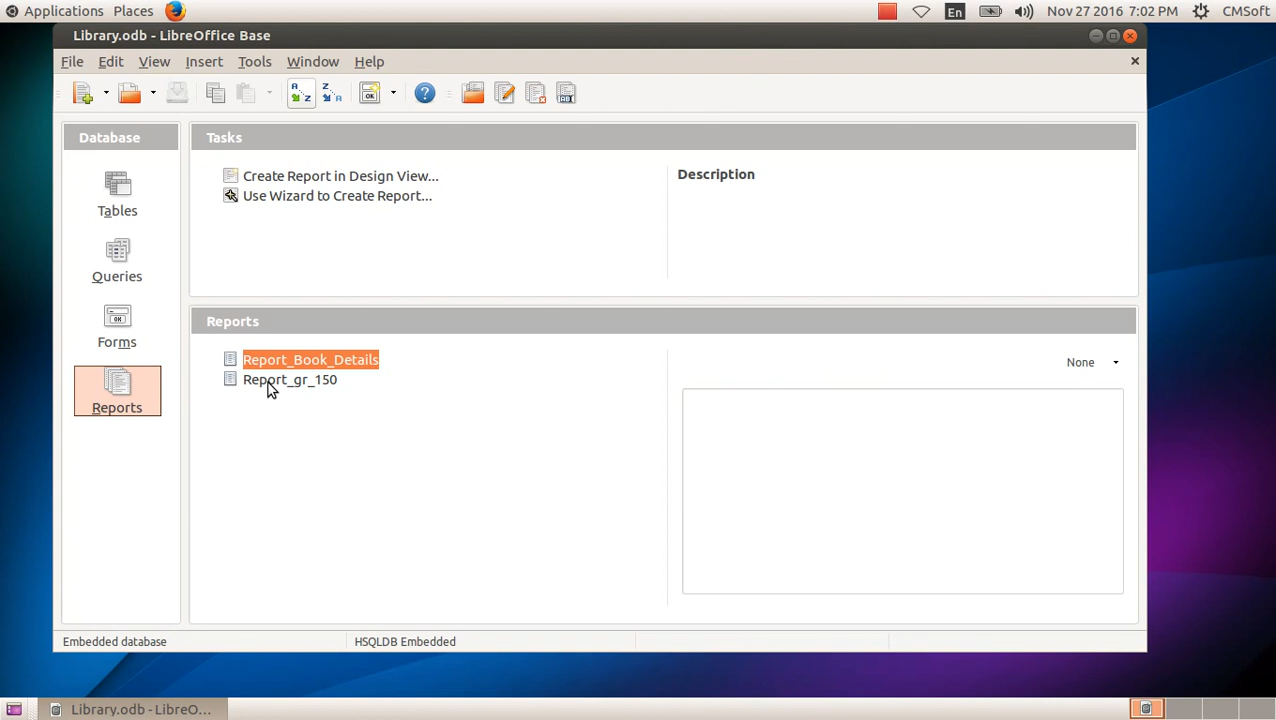 Applications Places En Nov 27 2016 7:02 PM CMSoft
Library.odb - LibreOffice Base
File Edit View Insert Tools Window Help
Database
Tables
Queries
Forms
Reports
Tasks
Create Report in Design View...
Use Wizard to Create Report...
Description
Reports
Report_Book_Details
Report_gr_150
None
Embedded database HSQLDB Embedded
Library.odb - LibreO...